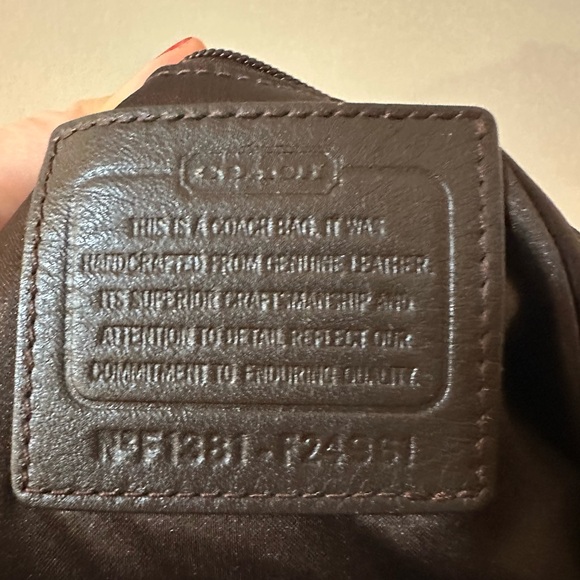 COACH
THIS IS A COACH BAG. IT WAS
HANDCRAFTED FROM GENUINE LEATHER.
ITS SUPERIOR CRAFTSMANSHIP AND
ATTENTION TO DETAIL REFLECT OUR
COMMITMENT TO ENDURING QUALITY.